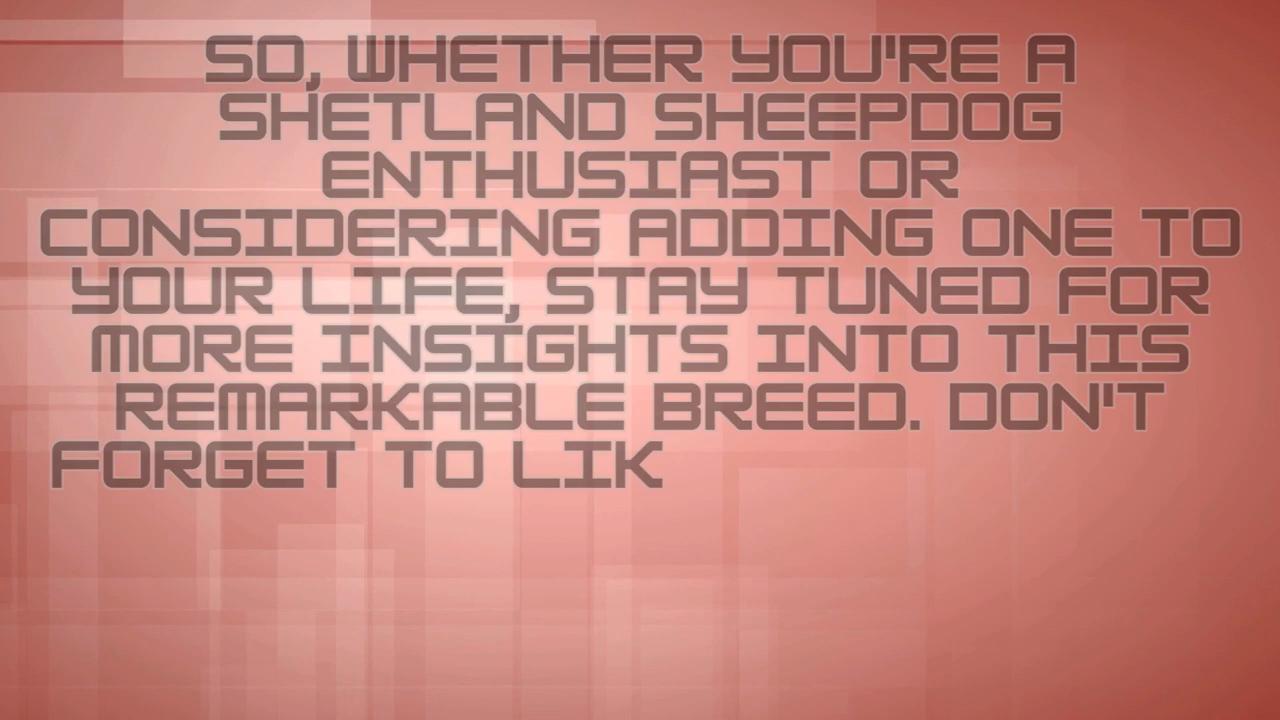 SO, WHETHER YOU'RE A
SHETLAND SHEEPDOG
ENTHUSIAST OR
CONSIDERING ADDING ONE TO
YOUR LIFE, STAY TUNED FOR
MORE INSIGHTS INTO THIS
REMARKABLE BREED. DON'T
FORGET TO LIK